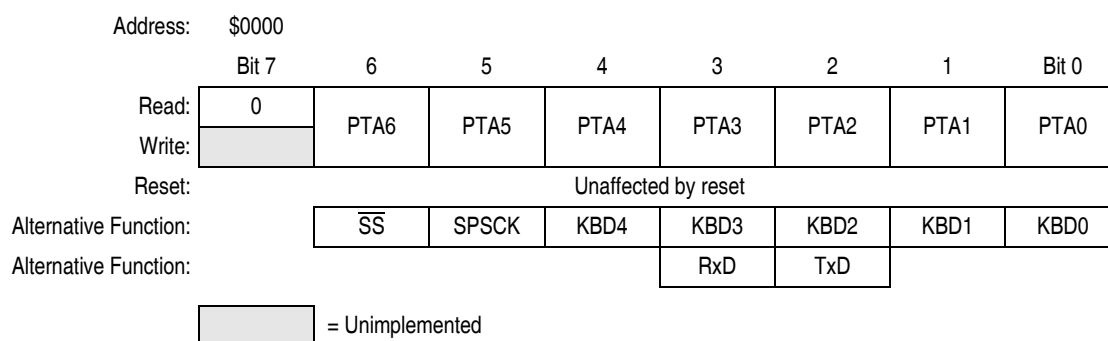 Address: $0000
Bit 7 6 5 4 3 2 1 Bit 0
Read: 0 PTA6 PTA5 PTA4 PTA3 PTA2 PTA1 PTA0
Write:
Reset: Unaffected by reset
Alternative Function: SS SPSCK KBD4 KBD3 KBD2 KBD1 KBD0
Alternative Function: RxD TxD
= Unimplemented